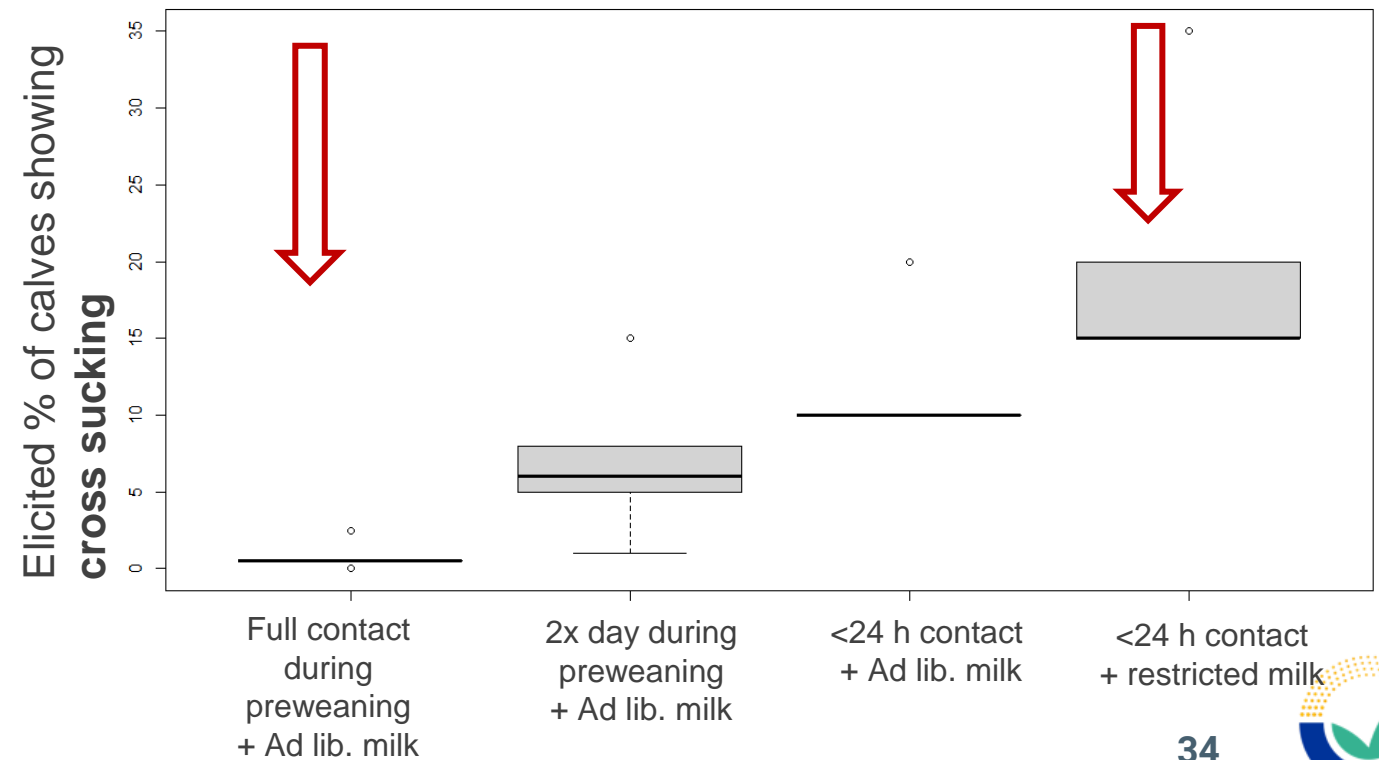 Elicited % of calves showing
cross sucking
35
30
25
20
15
10
5
0
Full contact
during
preweaning
+ Ad lib. milk
2x day during
preweaning
+ Ad lib. milk
<24 h contact
+ Ad lib. milk
<24 h contact
+ restricted milk
34